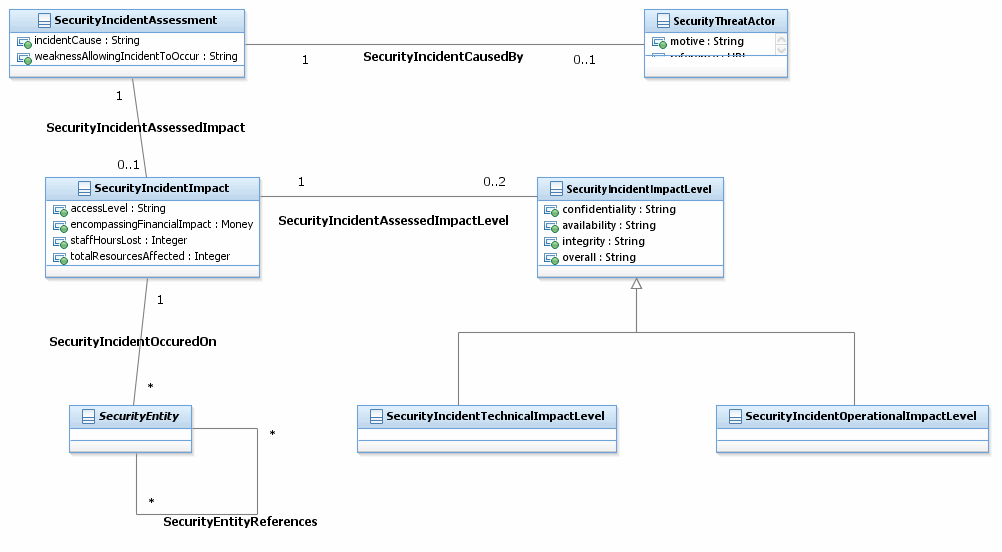 SecurityIncidentAssessment
incidentCause : String
weaknessAllowingIncidentToOccur : String
SecurityThreatActor
motive : String
1
SecurityIncidentCausedBy
0..1
1
SecurityIncidentAssessedImpact
0..1
SecurityIncidentImpact
accessLevel : String
encompassingFinancialImpact : Money
staffHoursLost : Integer
totalResourcesAffected : Integer
1
0..2
SecurityIncidentAssessedImpactLevel
SecurityIncidentImpactLevel
confidentiality : String
availability : String
integrity : String
overall : String
1
SecurityIncidentOccuredOn
*
SecurityEntity
*
*
SecurityEntityReferences
SecurityIncidentTechnicalImpactLevel
SecurityIncidentOperationalImpactLevel